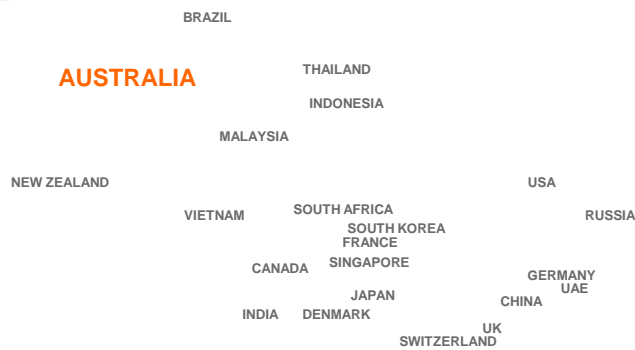 BRAZIL
THAILAND
AUSTRALIA
INDONESIA
MALAYSIA
NEW ZEALAND
USA
SOUTH AFRICA
VIETNAM
RUSSIA
SOUTH KOREA
FRANCE
SINGAPORE
CANADA
GERMANY
UAE
JAPAN
CHINA
INDIA
DENMARK
UK
SWITZERLAND